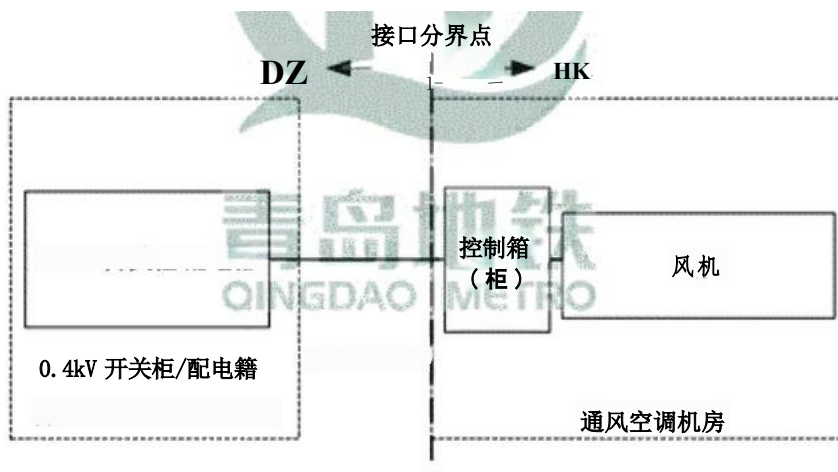 接口分界点
DZ
HK
青岛地铁
QINGDAO METRO
控制箱
(柜)
风机
0.4kV 开关柜/配电籍
通风空调机房